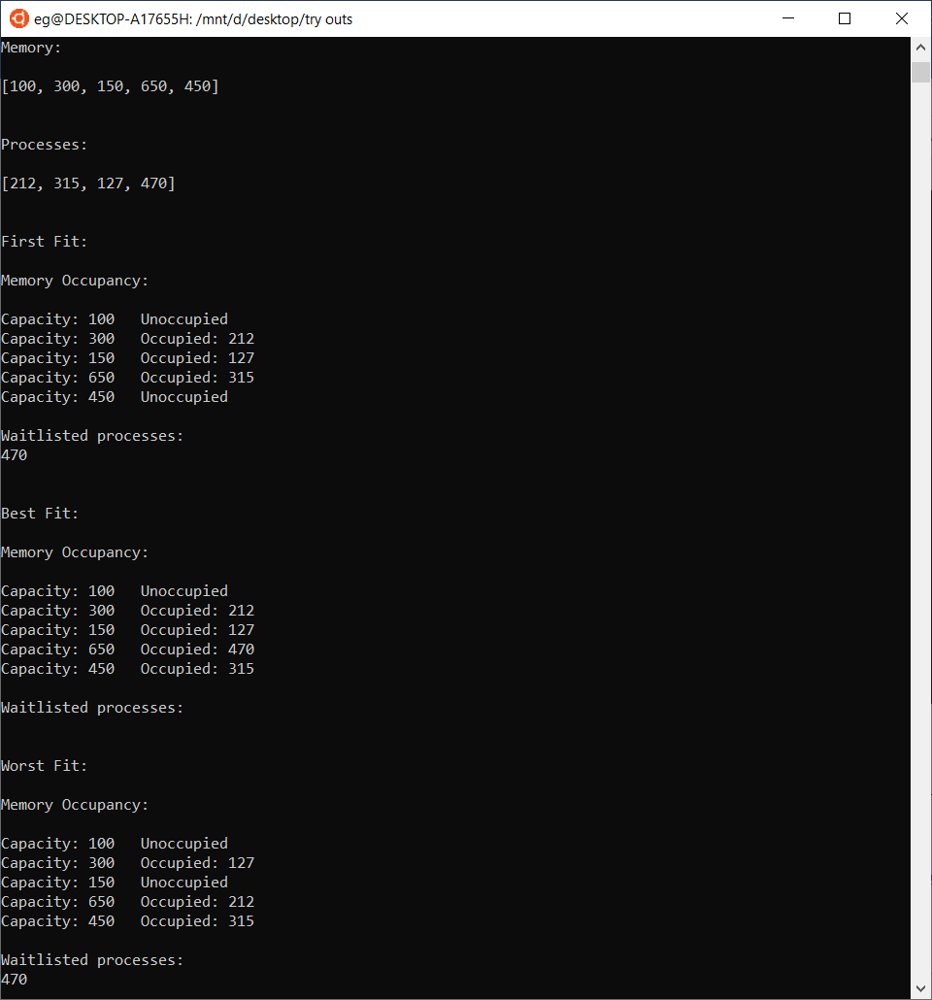 eg@DESKTOP-A17655H: /mnt/d/desktop/try outs
Memory:
[100, 300, 150, 650, 450]
Processes:
[212, 315, 127, 470]
First Fit:
Memory Occupancy:
Capacity: 100   Unoccupied
Capacity: 300   Occupied: 212
Capacity: 150   Occupied: 127
Capacity: 650   Occupied: 315
Capacity: 450   Unoccupied
Waitlisted processes:
470
Best Fit:
Memory Occupancy:
Capacity: 100   Unoccupied
Capacity: 300   Occupied: 212
Capacity: 150   Occupied: 127
Capacity: 650   Occupied: 470
Capacity: 450   Occupied: 315
Waitlisted processes:
Worst Fit:
Memory Occupancy:
Capacity: 100   Unoccupied
Capacity: 300   Occupied: 127
Capacity: 150   Unoccupied
Capacity: 650   Occupied: 212
Capacity: 450   Occupied: 315
Waitlisted processes:
470